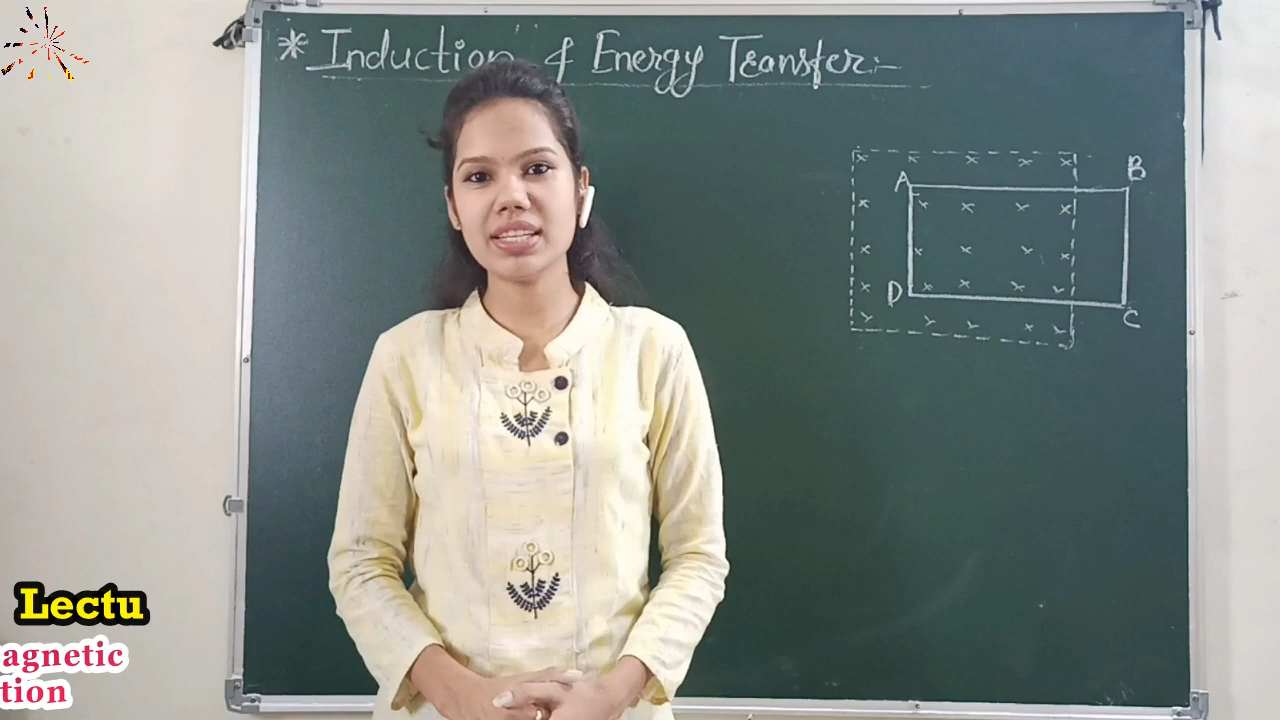 * Induction & Energy Transfer:-
A
B
D
C
Lectu
agnetic
tion